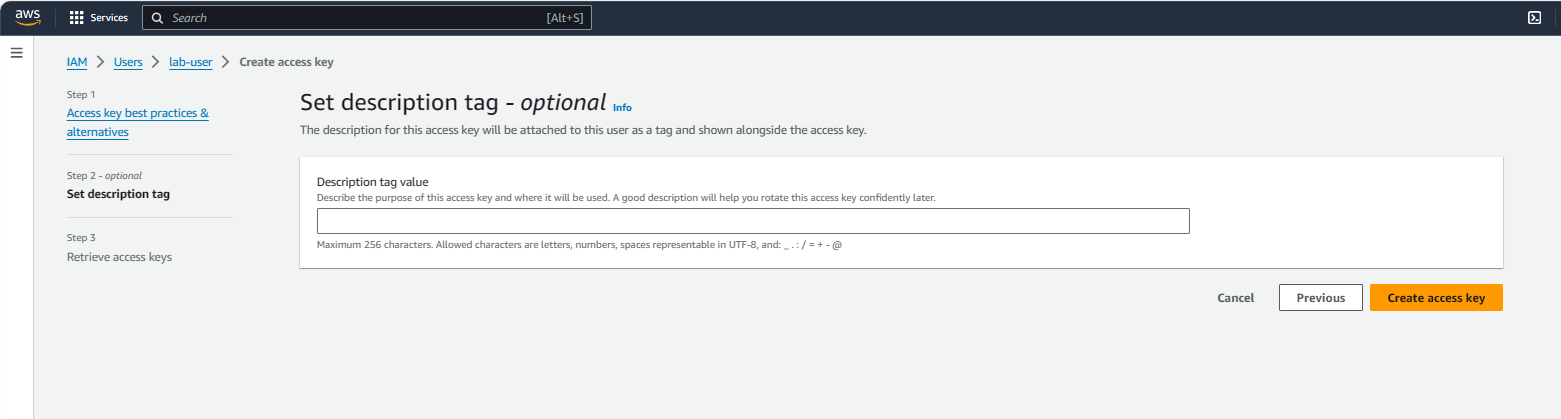 aws
Services
Search
[Alt+S]
IAM > Users > lab-user > Create access key
Step 1
Access key best practices &
alternatives
Step 2 - optional
Set description tag
Step 3
Retrieve access keys
Set description tag - optional Info
The description for this access key will be attached to this user as a tag and shown alongside the access key.
Description tag value
Describe the purpose of this access key and where it will be used. A good description will help you rotate this access key confidently later.
Maximum 256 characters. Allowed characters are letters, numbers, spaces representable in UTF-8, and: _ . : / = + - @
Cancel
Previous
Create access key